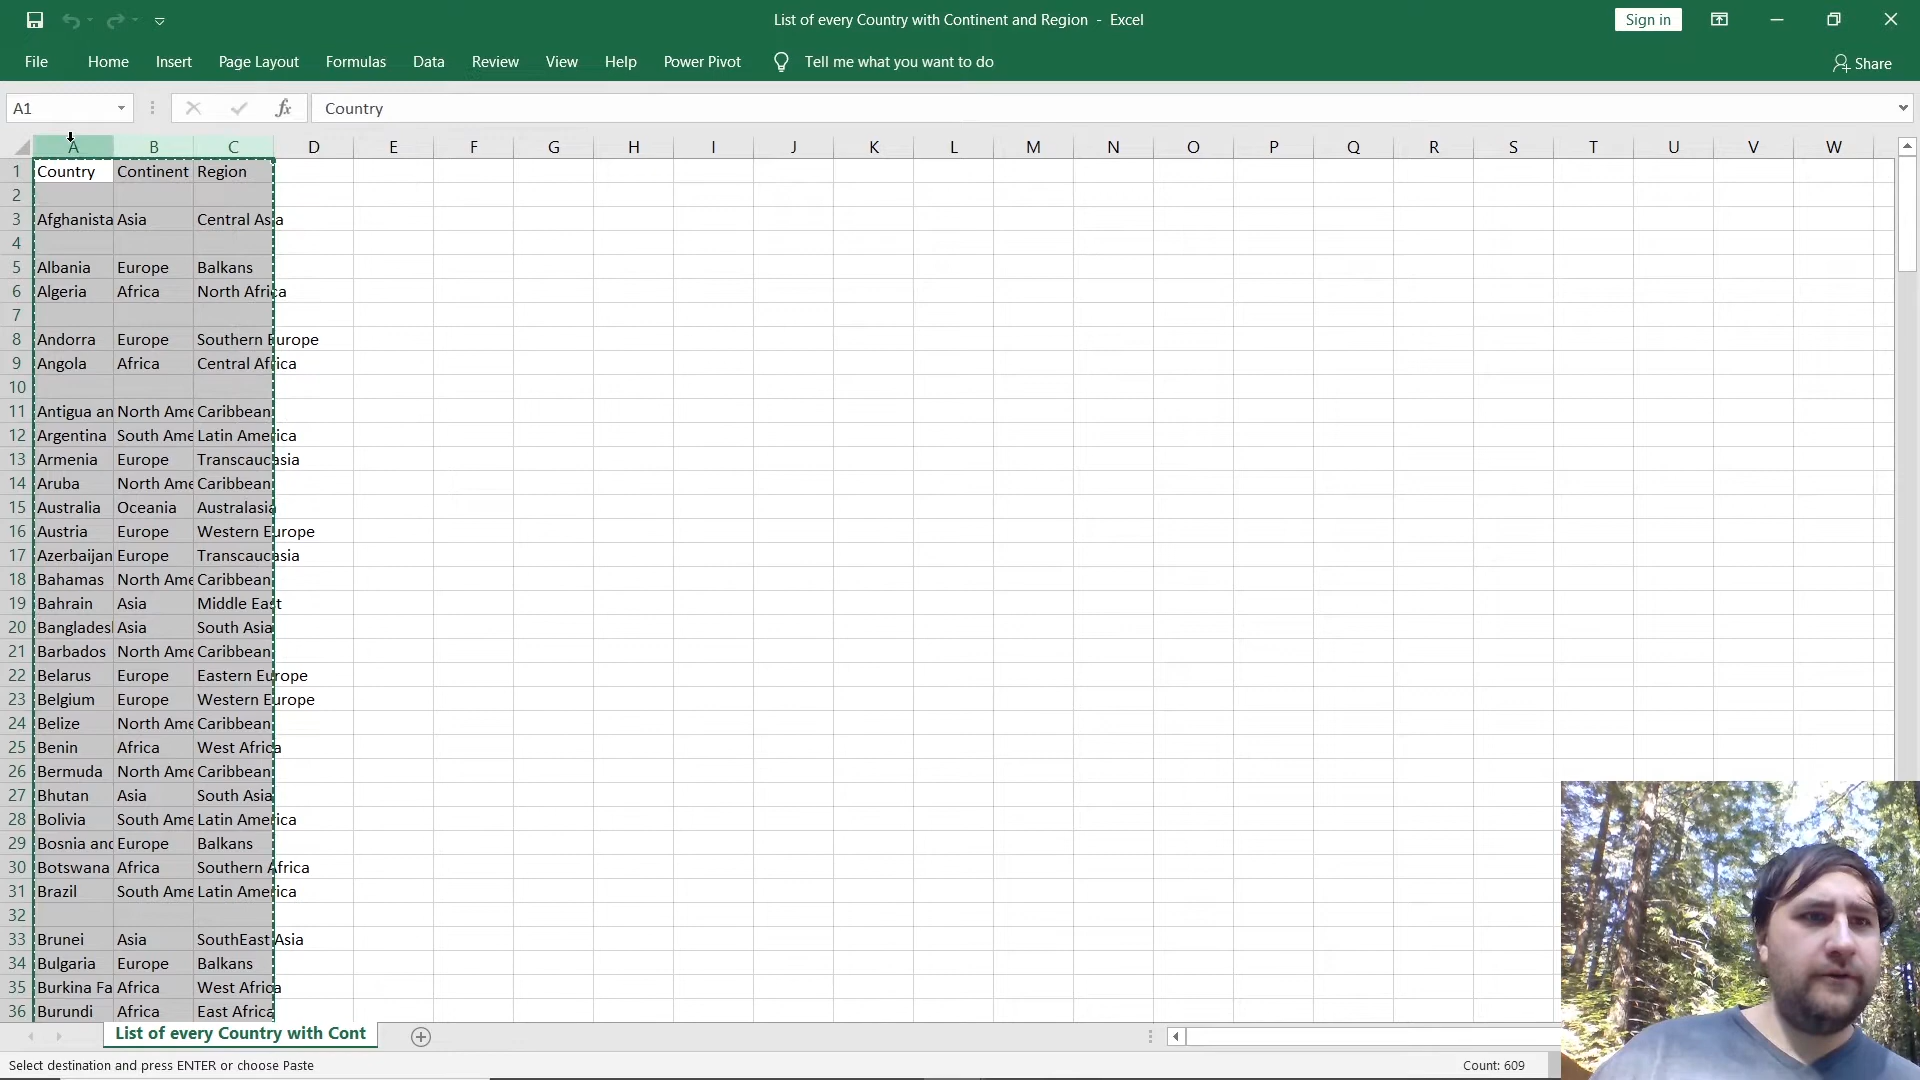 List of every Country with Continent and Region - Excel
Sign in
File Home Insert Page Layout Formulas Data Review View Help Power Pivot Tell me what you want to do
Share
A1 fx Country
A B C D E F G H I J K L M N O P Q R S T U V W
1 Country Continent Region
2
3 Afghanista Asia Central Asia
4
5 Albania Europe Balkans
6 Algeria Africa North Africa
7
8 Andorra Europe Southern Europe
9 Angola Africa Central Africa
10
11 Antigua an North Ame Caribbean
12 Argentina South Ame Latin America
13 Armenia Europe Transcaucasia
14 Aruba North Ame Caribbean
15 Australia Oceania Australasia
16 Austria Europe Western Europe
17 Azerbaijan Europe Transcaucasia
18 Bahamas North Ame Caribbean
19 Bahrain Asia Middle East
20 Banglades Asia South Asia
21 Barbados North Ame Caribbean
22 Belarus Europe Eastern Europe
23 Belgium Europe Western Europe
24 Belize North Ame Caribbean
25 Benin Africa West Africa
26 Bermuda North Ame Caribbean
27 Bhutan Asia South Asia
28 Bolivia South Ame Latin America
29 Bosnia and Europe Balkans
30 Botswana Africa Southern Africa
31 Brazil South Ame Latin America
32
33 Brunei Asia SouthEast Asia
34 Bulgaria Europe Balkans
35 Burkina Fa Africa West Africa
36 Burundi Africa East Africa
List of every Country with Cont
Select destination and press ENTER or choose Paste
Count: 609